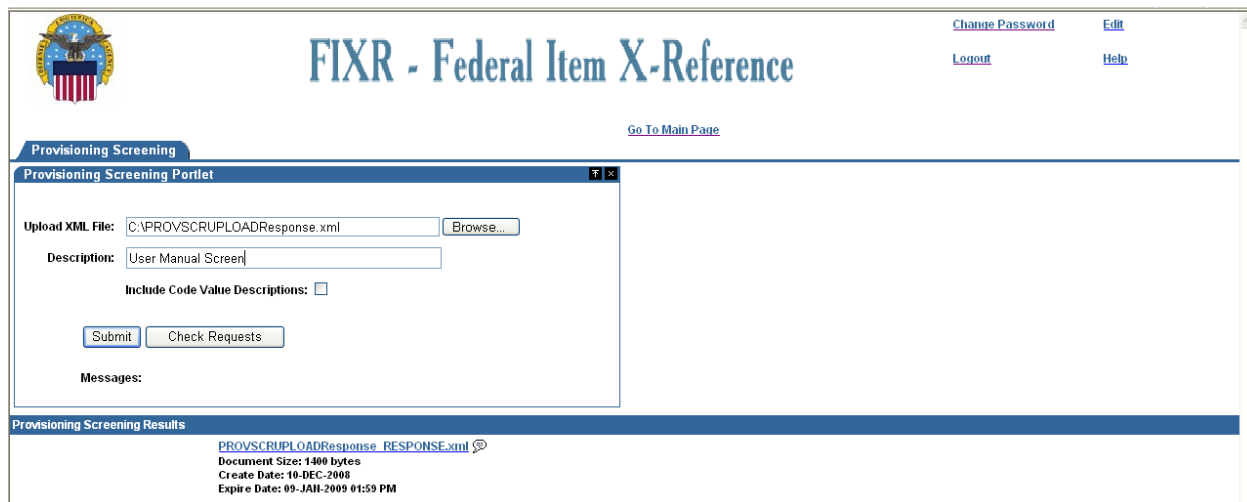 Change Password Edit
FIXR - Federal Item X-Reference
Logout Help
Go To Main Page
Provisioning Screening
Provisioning Screening Portlet
Upload XML File: C:\PROVSCRUPLOADResponse.xml Browse...
Description: User Manual Screen
Include Code Value Descriptions:
Submit Check Requests
Messages:
Provisioning Screening Results
PROVSCRUPLOADResponse_RESPONSE.xml
Document Size: 1400 bytes
Create Date: 10-DEC-2008
Expire Date: 09-JAN-2009 01:59 PM